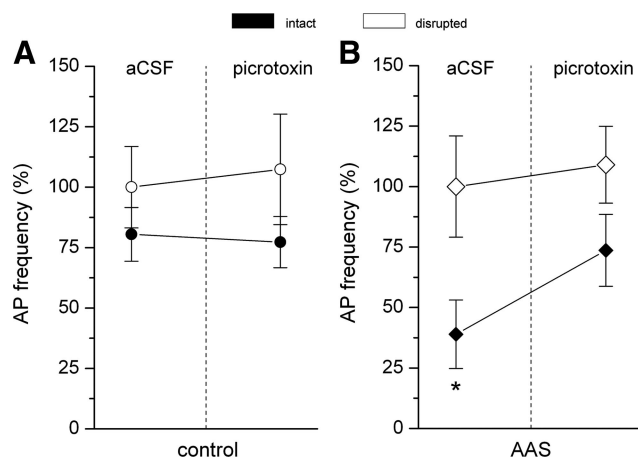 intact disrupted
A B
aCSF picrotoxin aCSF picrotoxin
150 150
125 125
100 100
75 75
50 50
25 25
0 0
AP frequency (%) AP frequency (%)
*
control AAS